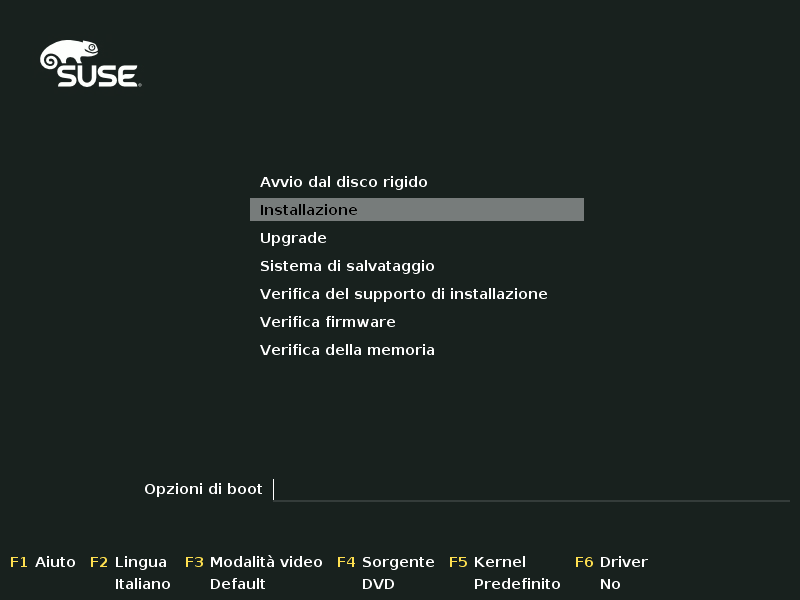 SUSE
Avvio dal disco rigido
Installazione
Upgrade
Sistema di salvataggio
Verifica del supporto di installazione
Verifica firmware
Verifica della memoria
Opzioni di boot
F1 Aiuto F2 Lingua F3 Modalità video F4 Sorgente F5 Kernel F6 Driver
Italiano Default DVD Predefinito No